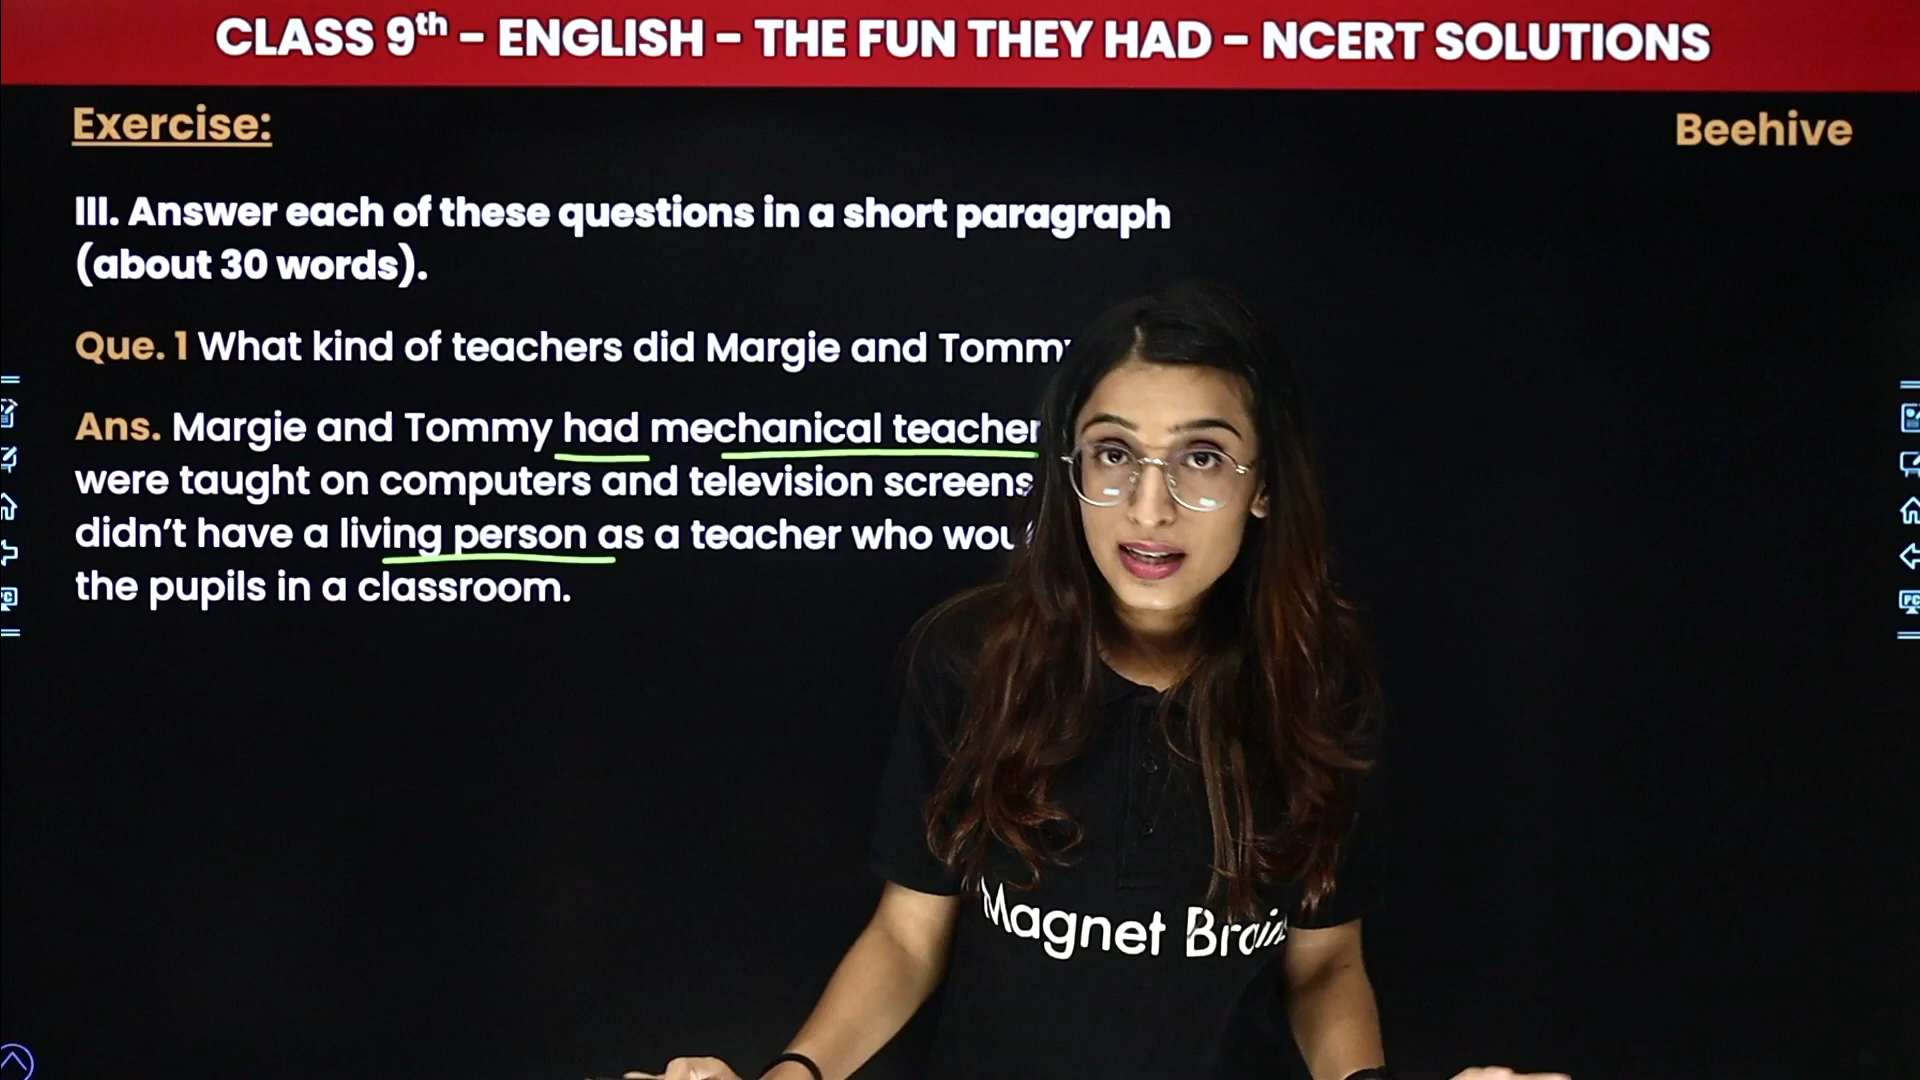 CLASS 9th – ENGLISH – THE FUN THEY HAD – NCERT SOLUTIONS
Exercise:
Beehive
III. Answer each of these questions in a short paragraph
(about 30 words).
Que. 1 What kind of teachers did Margie and
Ans. Margie and Tommy had mechanical
were taught on computers and television screens
didn't have a living person as a teacher who
the pupils in a classroom.
Magnet